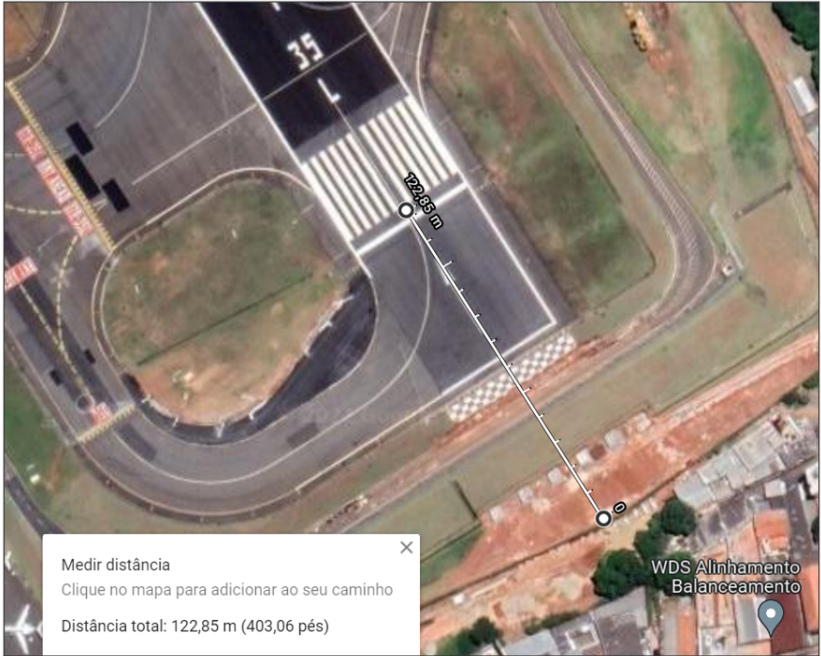 35
L
122,85 m
0
WDS Alinhamento
Balanceamento
Medir distância
Clique no mapa para adicionar ao seu caminho
Distância total: 122,85 m (403,06 pés)